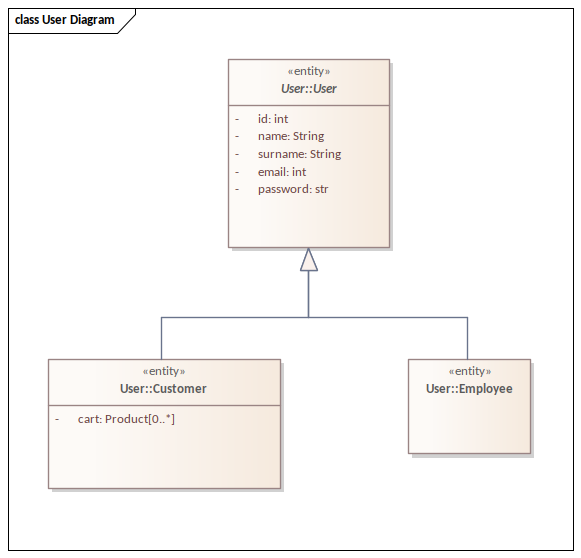 class User Diagram
«entity»
User::User
- id: int
- name: String
- surname: String
- email: int
- password: str
«entity»
User::Customer
- cart: Product[0..*]
«entity»
User::Employee